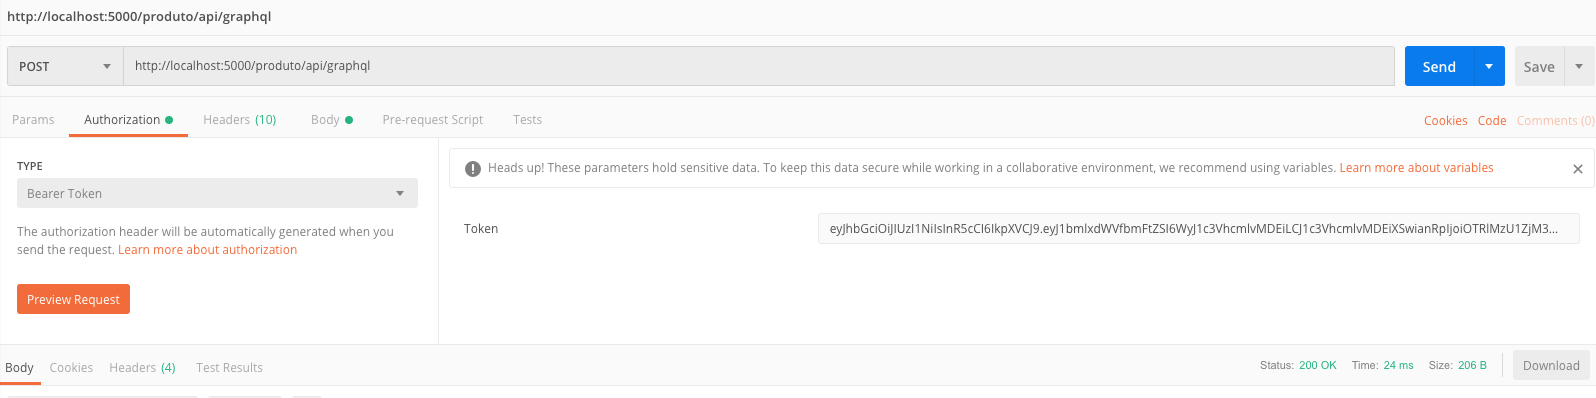 http://localhost:5000/produto/api/graphql
POST http://localhost:5000/produto/api/graphql Send Save
Params Authorization Headers (10) Body Pre-request Script Tests Cookies Code Comments (0)
TYPE
Bearer Token
The authorization header will be automatically generated when you
send the request. Learn more about authorization
Preview Request
Heads up! These parameters hold sensitive data. To keep this data secure while working in a collaborative environment, we recommend using variables. Learn more about variables
Token eyJhbGciOiJIUzI1NiIsInR5cCI6IkpXVCJ9.eyJ1bmlxdWVfbmFtZSI6WyJ1c3VhcmlvMDEiLCJ1c3VhcmlvMDEiXSwianRpIjoiOTRlMzU1ZjM3...
Body Cookies Headers (4) Test Results Status: 200 OK Time: 24 ms Size: 206 B Download